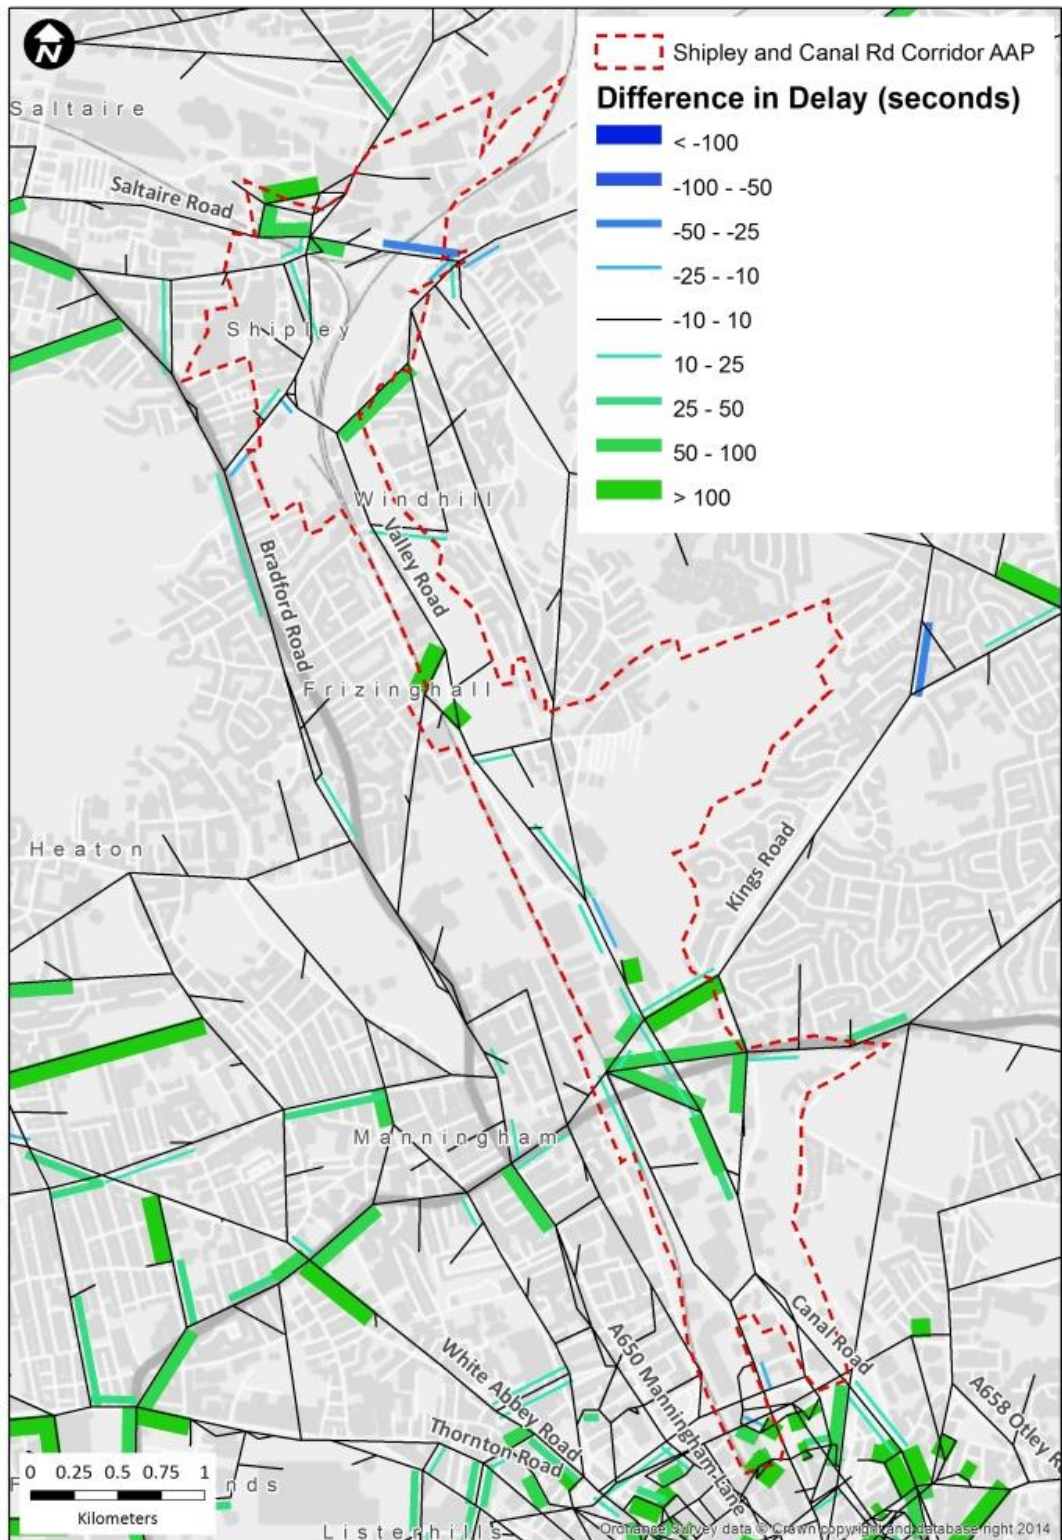 N
Saltaire
Saltaire Road
Shipley
Windhill
Valley Road
Bradford Road
Frizinghall
Heaton
Kings Road
Manningham
Canal Road
A650 Manningham Lane
White Abbey Road
Thornton Road
A658 Otley R
nds
Listerhills
Shipley and Canal Rd Corridor AAP
Difference in Delay (seconds)
< -100
-100 - -50
-50 - -25
-25 - -10
-10 - 10
10 - 25
25 - 50
50 - 100
> 100
0 0.25 0.5 0.75 1
Kilometers
Ordnance Survey data © Crown copyright and database right 2014